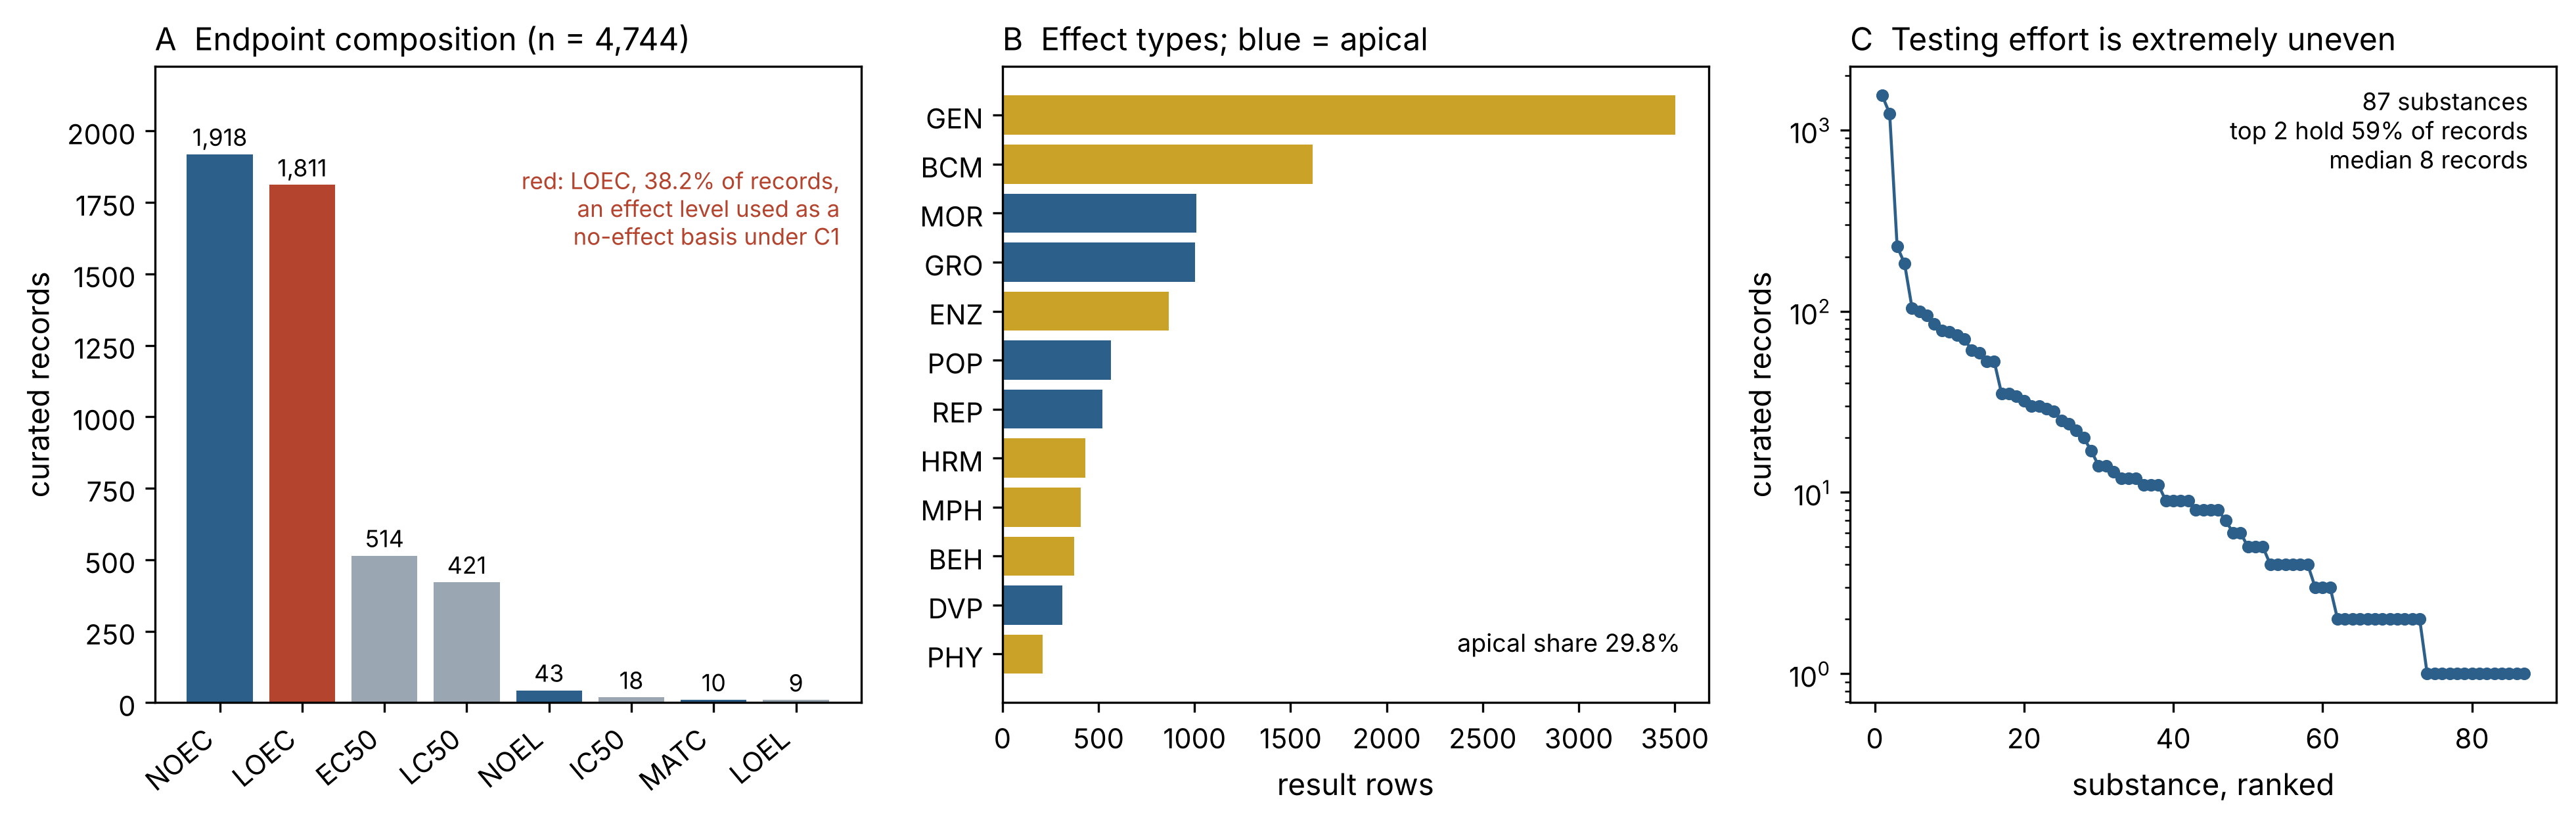 A Endpoint composition (n = 4,744)
curated records
2000
1750
1500
1250
1000
750
500
250
0
1,918
1,811
514
421
43
18
10
9
red: LOEC, 38.2% of records,
an effect level used as a
no-effect basis under C1
NOEC
LOEC
EC50
LC50
NOEL
IC50
MATC
LOEL
B Effect types; blue = apical
GEN
BCM
MOR
GRO
ENZ
POP
REP
HRM
MPH
BEH
DVP
PHY
apical share 29.8%
0 500 1000 1500 2000 2500 3000 3500
result rows
C Testing effort is extremely uneven
curated records
10³
10²
10¹
10⁰
87 substances
top 2 hold 59% of records
median 8 records
0 20 40 60 80
substance, ranked